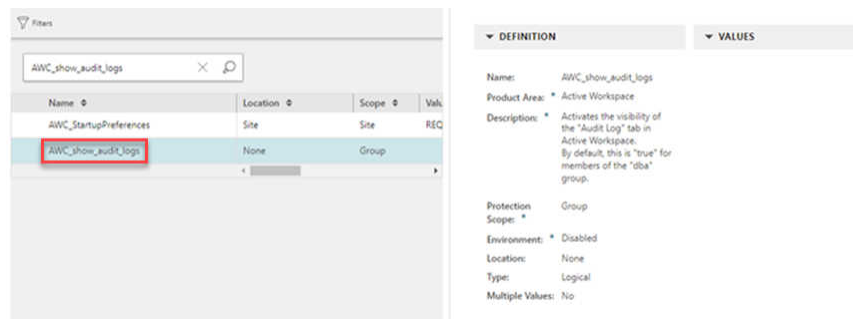 Filters
AWC_show_audit_logs
Name Location Scope Valu
AWC_StartupPreferences Site Site REQ
AWC_show_audit_logs None Group
DEFINITION
Name: AWC_show_audit_logs
Product Area: * Active Workspace
Description: * Activates the visibility of
the "Audit Log" tab in
Active Workspace.
By default, this is "true" for
members of the "dba"
group.
Protection Group
Scope: *
Environment: * Disabled
Location: None
Type: Logical
Multiple Values: No
VALUES